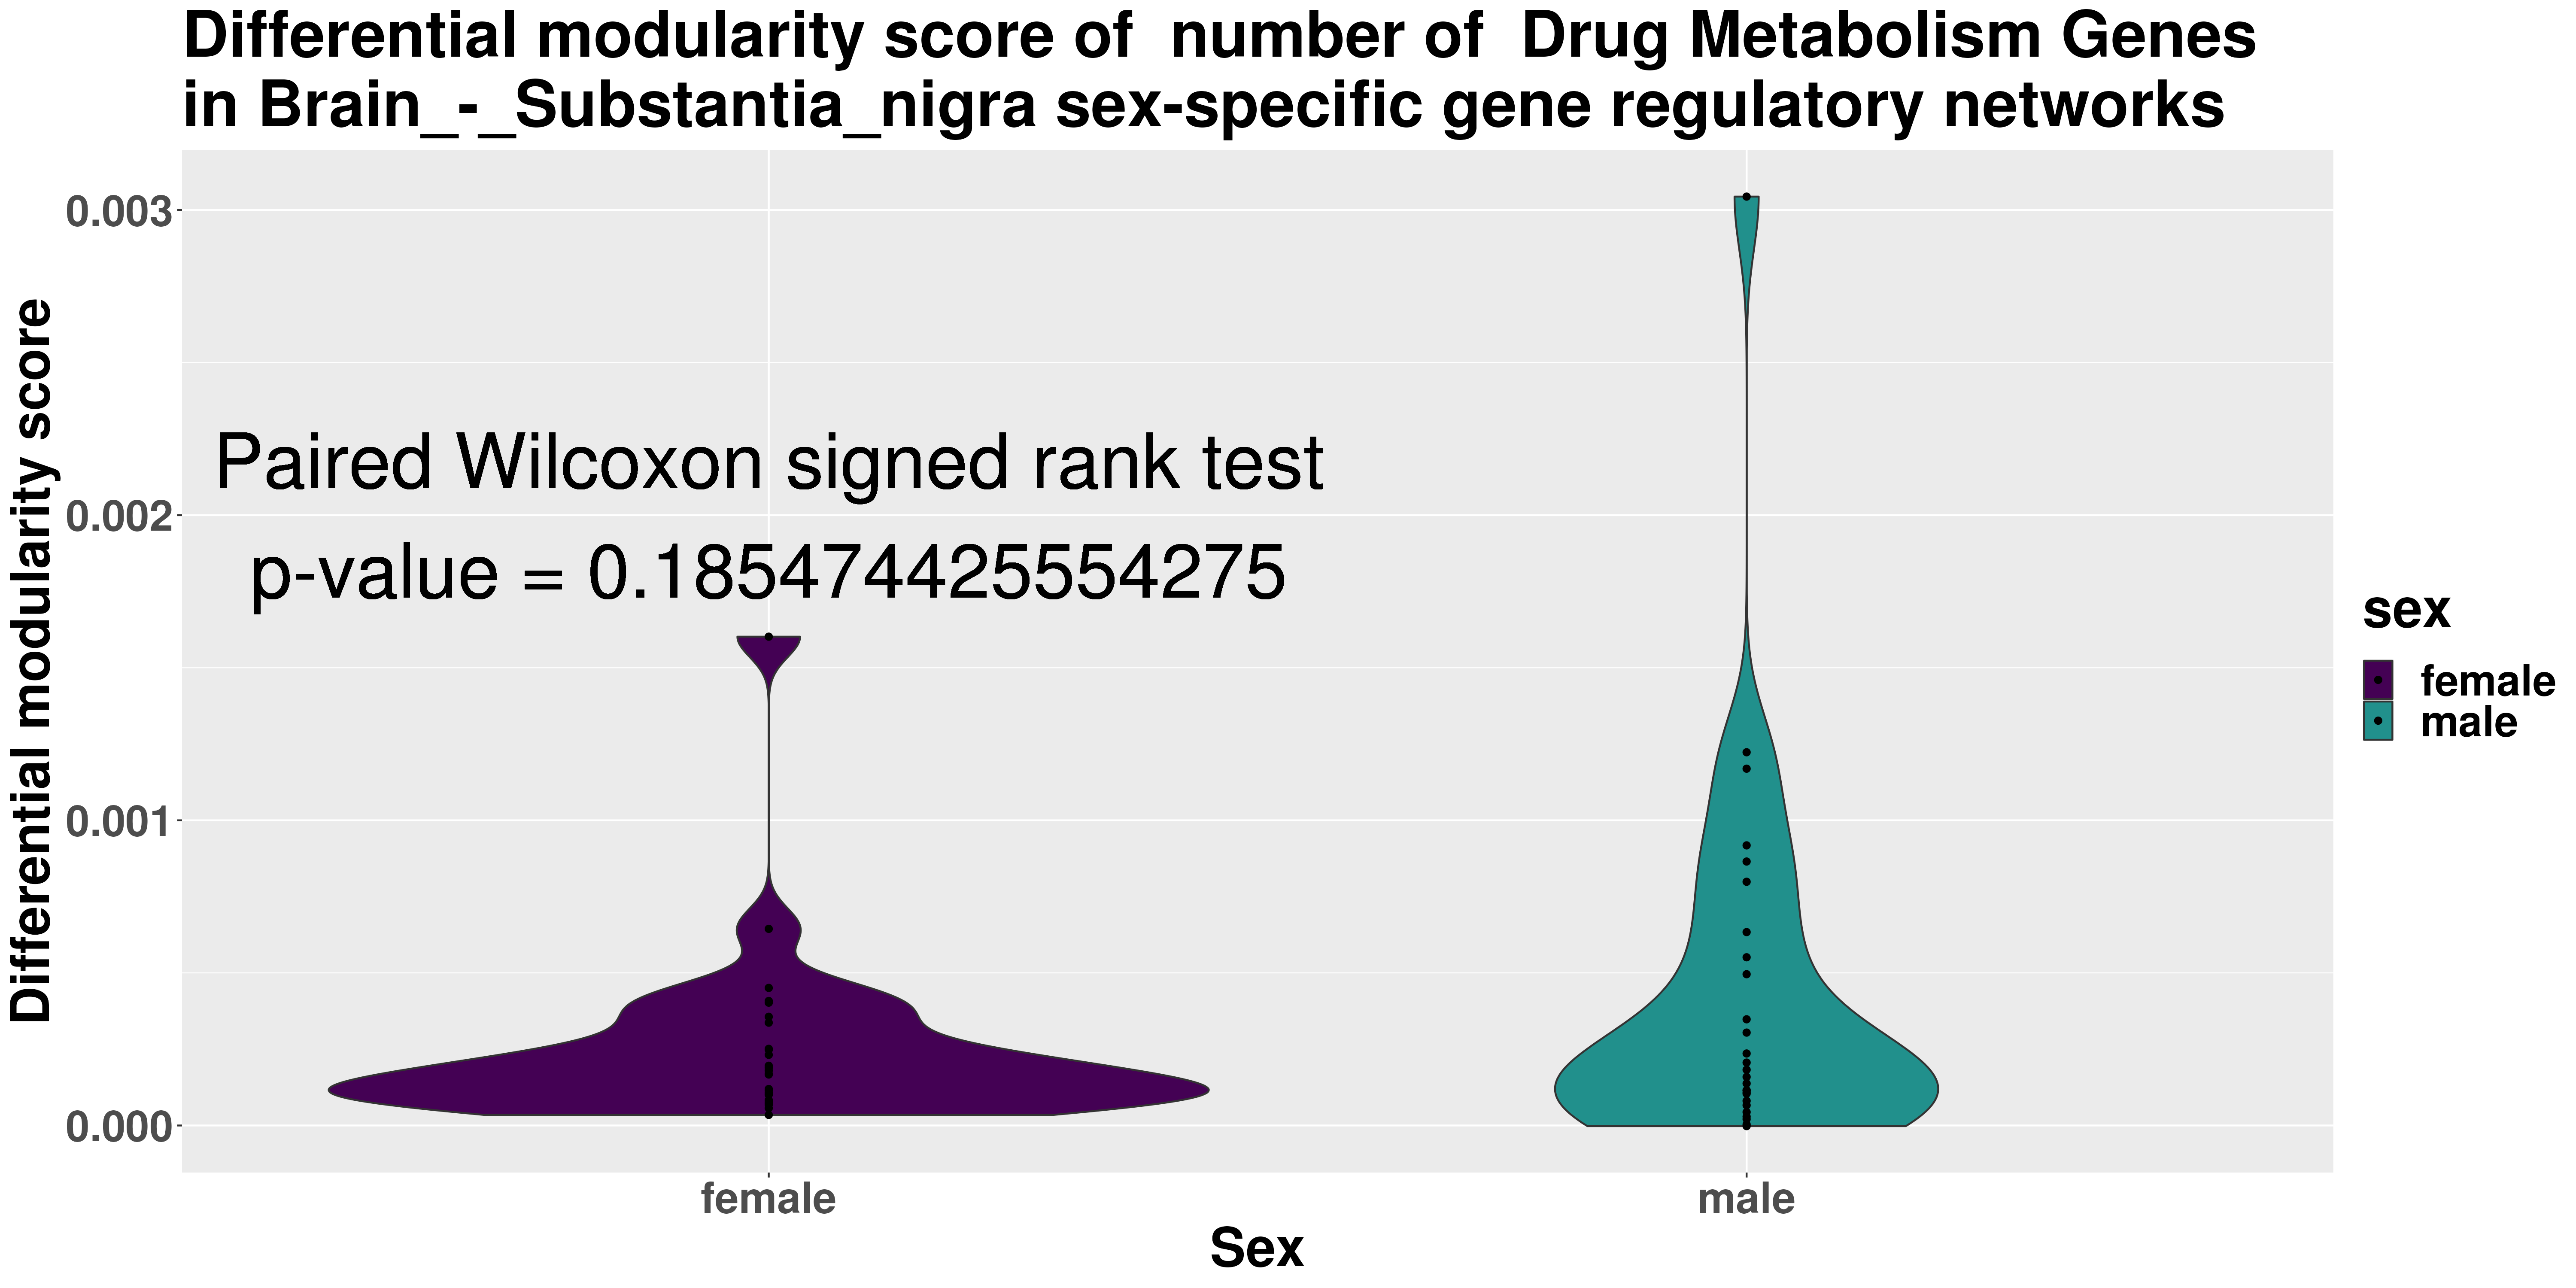 Differential modularity score of  number of  Drug Metabolism Genes
in Brain_-_Substantia_nigra sex-specific gene regulatory networks
Differential modularity score
0.003
0.002
0.001
0.000
Paired Wilcoxon signed rank test
p-value = 0.185474425554275
female
male
Sex
sex
female
male